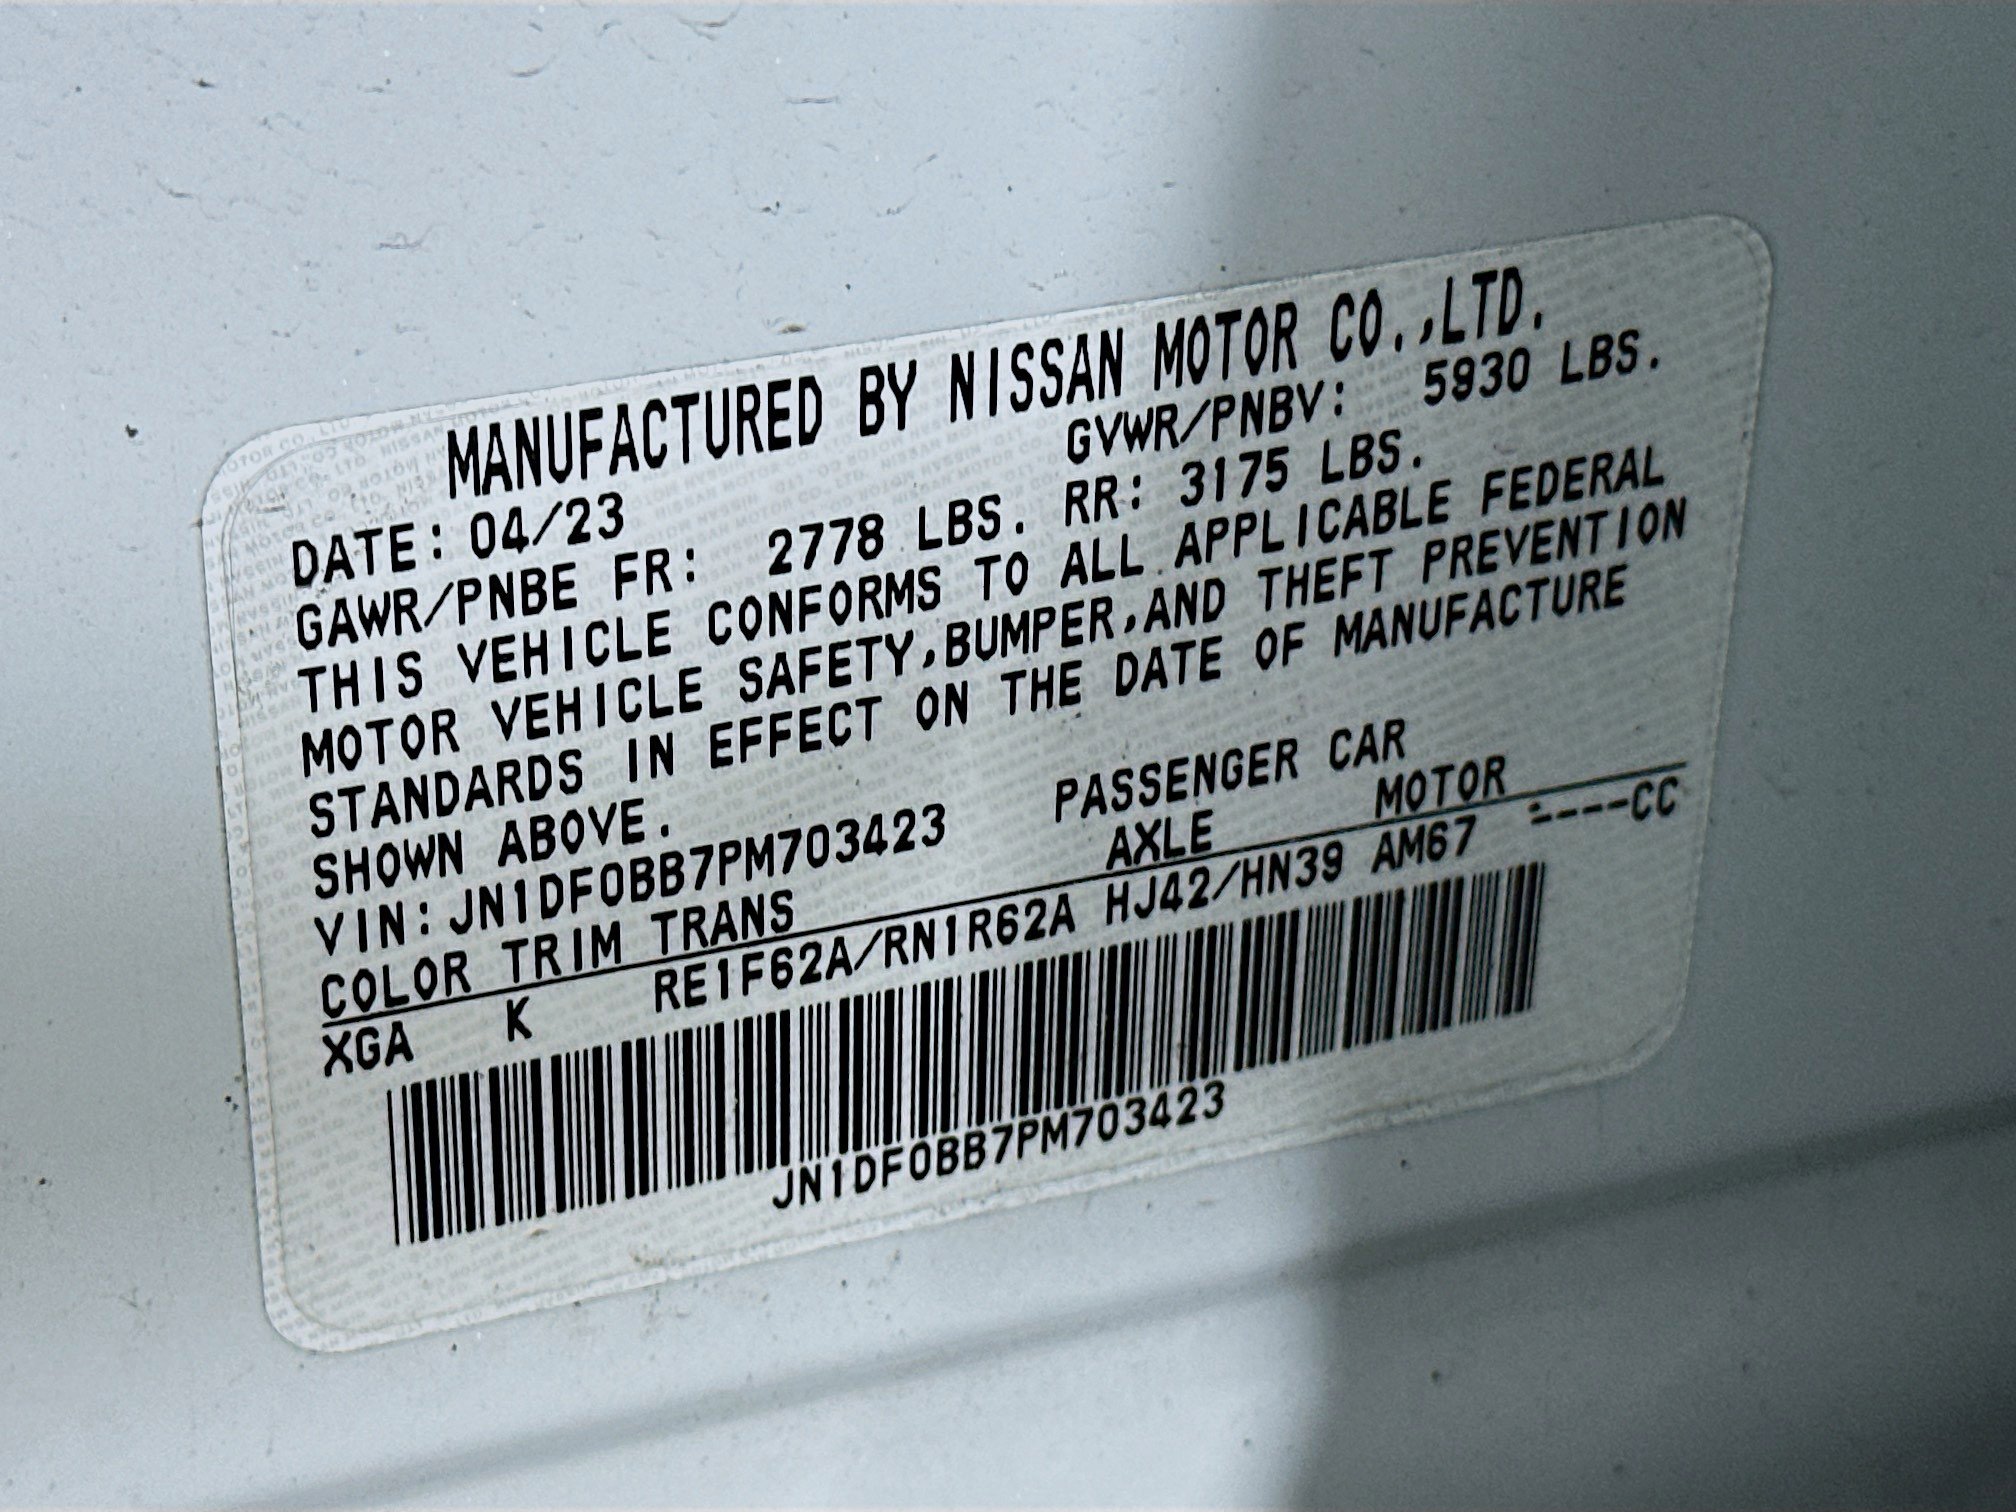 MANUFACTURED BY NISSAN MOTOR CO.,LTD.
DATE: 04/23 GVWR/PNBV: 5930 LBS.
GAWR/PNBE FR: 2778 LBS. RR: 3175 LBS.
THIS VEHICLE CONFORMS TO ALL APPLICABLE FEDERAL
MOTOR VEHICLE SAFETY,BUMPER,AND THEFT PREVENTION
STANDARDS IN EFFECT ON THE DATE OF MANUFACTURE
SHOWN ABOVE.
VIN: JN1DF0BB7PM703423 PASSENGER CAR
COLOR TRIM TRANS AXLE MOTOR
XGA K RE1F62A/RN1R62A HJ42/HN39 AM67 ----CC
JN1DF0BB7PM703423